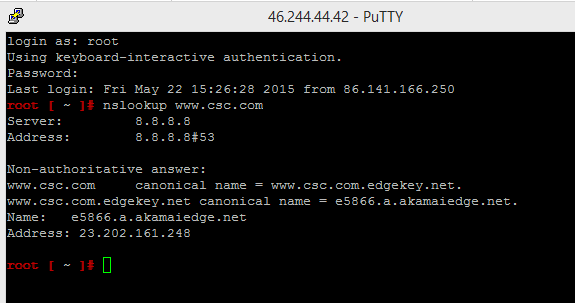 46.244.44.42 - PuTTY
login as: root
Using keyboard-interactive authentication.
Password:
Last login: Fri May 22 15:26:28 2015 from 86.141.166.250
root [ ~ ]# nslookup www.csc.com
Server:         8.8.8.8
Address:        8.8.8.8#53
Non-authoritative answer:
www.csc.com     canonical name = www.csc.com.edgekey.net.
www.csc.com.edgekey.net canonical name = e5866.a.akamaiedge.net.
Name:   e5866.a.akamaiedge.net
Address: 23.202.161.248
root [ ~ ]#